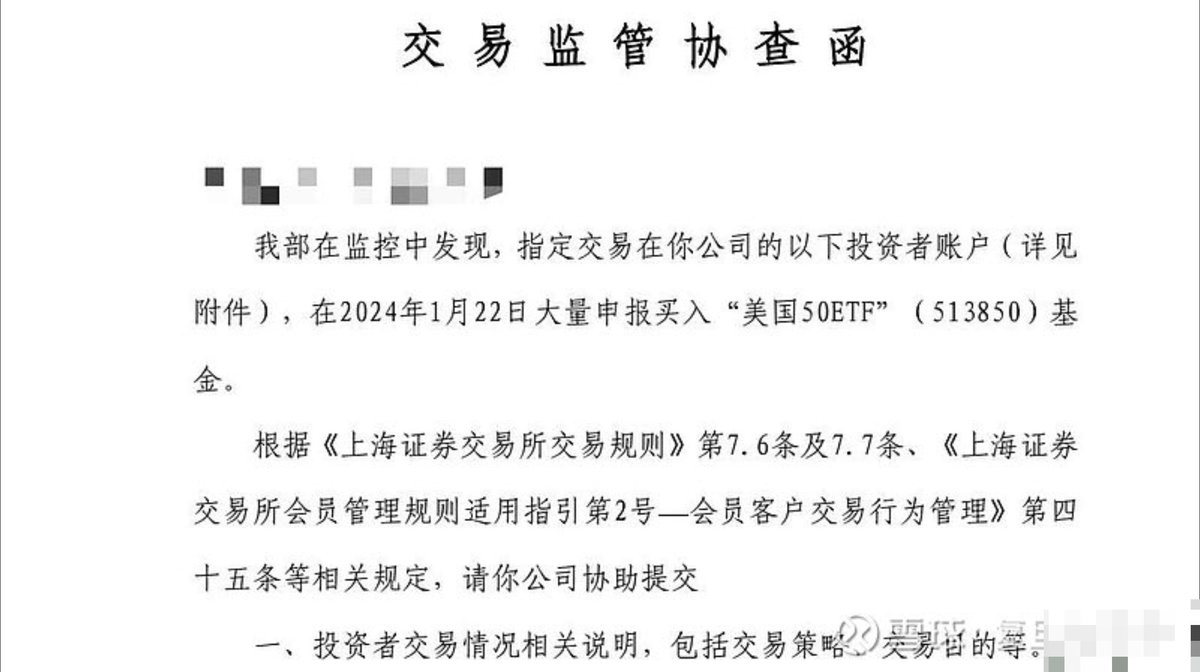 交易监管协查函
我部在监控中发现，指定交易在你公司的以下投资者账户（详见
附件），在2024年1月22日大量申报买入“美国50ETF”（513850）基
金。
根据《上海证券交易所交易规则》第7.6条及7.7条、《上海证券
交易所会员管理规则适用指引第2号—会员客户交易行为管理》第四
十五条等相关规定，请你公司协助提交
一、投资者交易情况相关说明，包括交易策略、交易目的等。
雪球